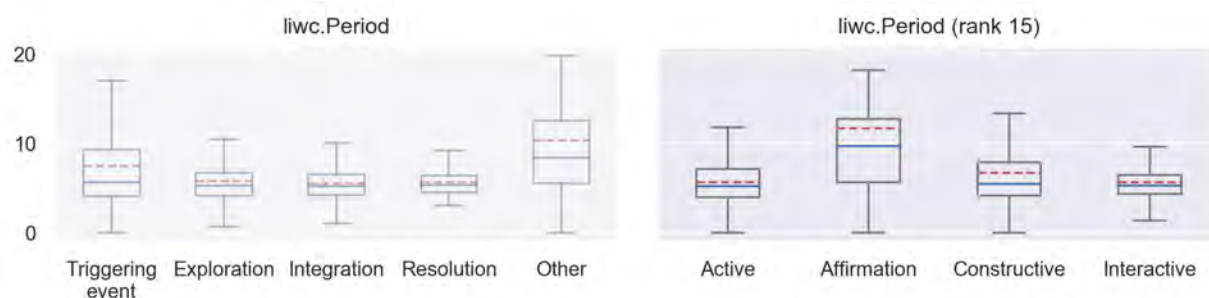 liwc.Period
liwc.Period (rank 15)
20
10
0
Triggering
event
Exploration
Integration
Resolution
Other
Active
Affirmation
Constructive
Interactive